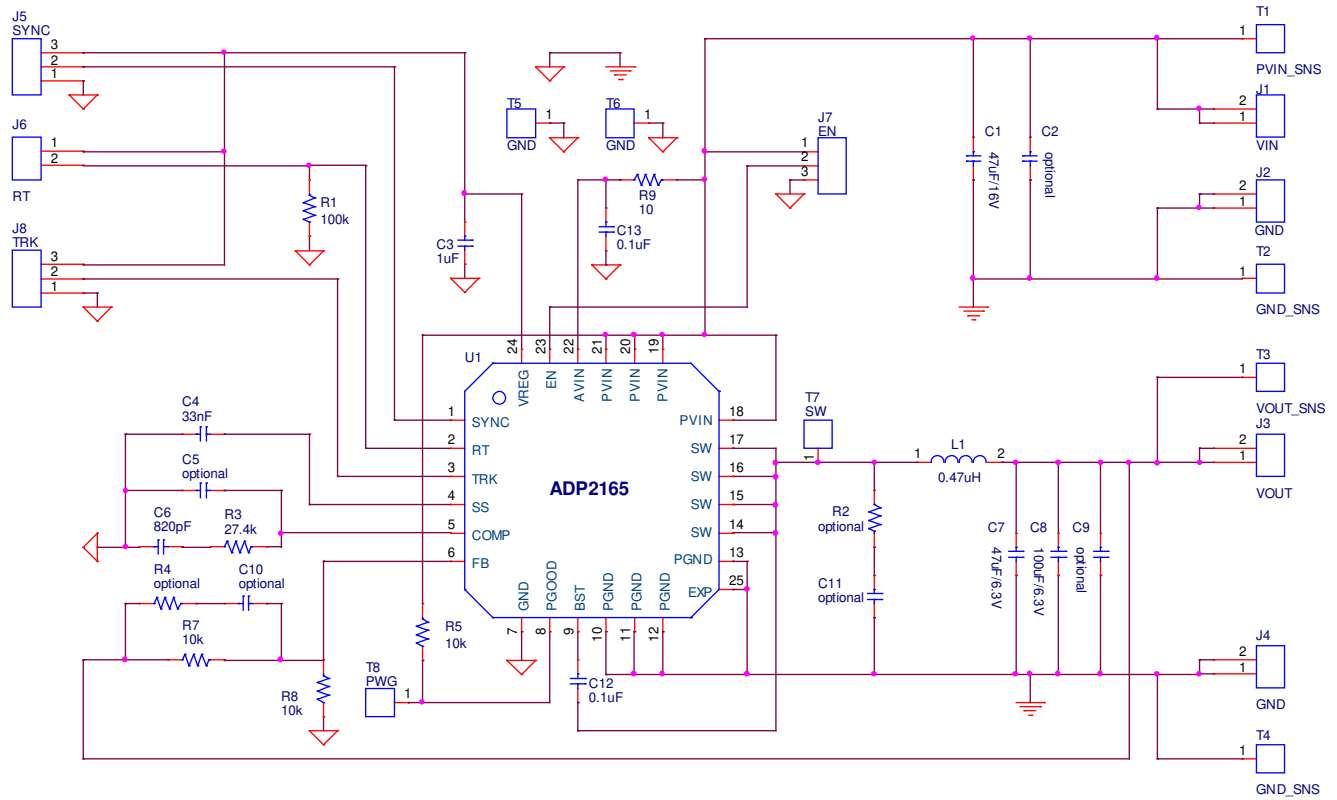 J5
SYNC
3
2
1
J6
1
2
RT
J8
TRK
3
2
1
R1
100k
C3
1uF
T5
1
GND
T6
1
GND
C13
0.1uF
R9
10
J7
EN
1
2
3
C1
47uF/16V
C2
optional
T1
1
PVIN_SNS
J1
2
1
VIN
J2
2
1
GND
T2
1
GND_SNS
T3
1
VOUT_SNS
J3
2
1
VOUT
U1
24
23
22
21
20
19
VREG
EN
AVIN
PVIN
PVIN
PVIN
1
SYNC
2
RT
3
TRK
4
SS
5
COMP
6
FB
ADP2165
PVIN
18
SW
17
SW
16
SW
15
SW
14
PGND
13
EXP
25
GND
PGOOD
BST
PGND
PGND
PGND
7
8
9
10
11
12
C4
33nF
C5
optional
C6
820pF
R3
27.4k
R4
optional
C10
optional
R7
10k
R8
10k
R5
10k
T8
PWG
1
C12
0.1uF
T7
SW
1
L1
1
2
0.47uH
R2
optional
C11
optional
C7
47uF/6.3V
C8
100uF/6.3V
C9
optional
J4
2
1
GND
T4
1
GND_SNS